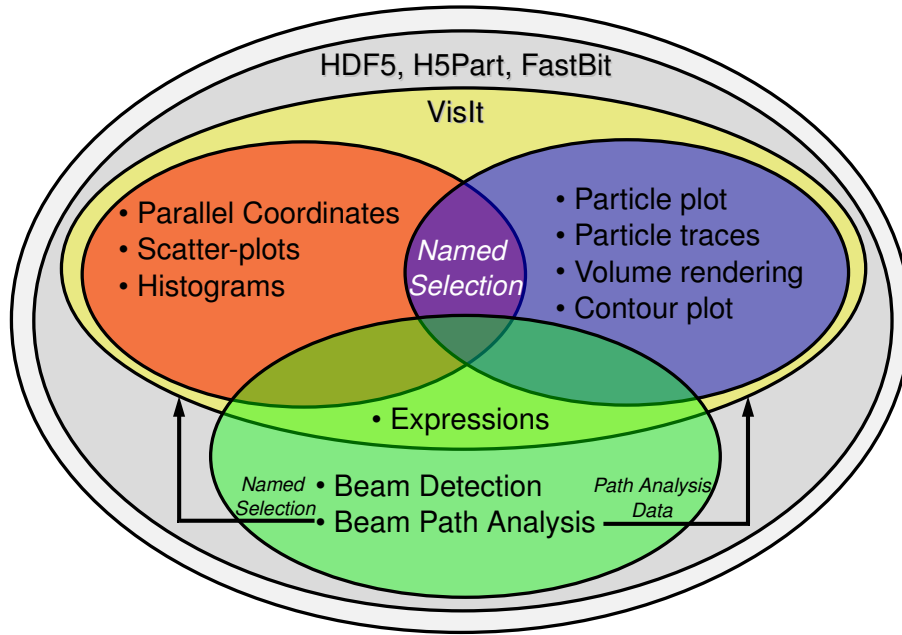 HDF5, H5Part, FastBit
VisIt
• Parallel Coordinates
• Scatter-plots
• Histograms
Named
Selection
• Particle plot
• Particle traces
• Volume rendering
• Contour plot
• Expressions
Named
Selection
• Beam Detection
• Beam Path Analysis
Path Analysis
Data